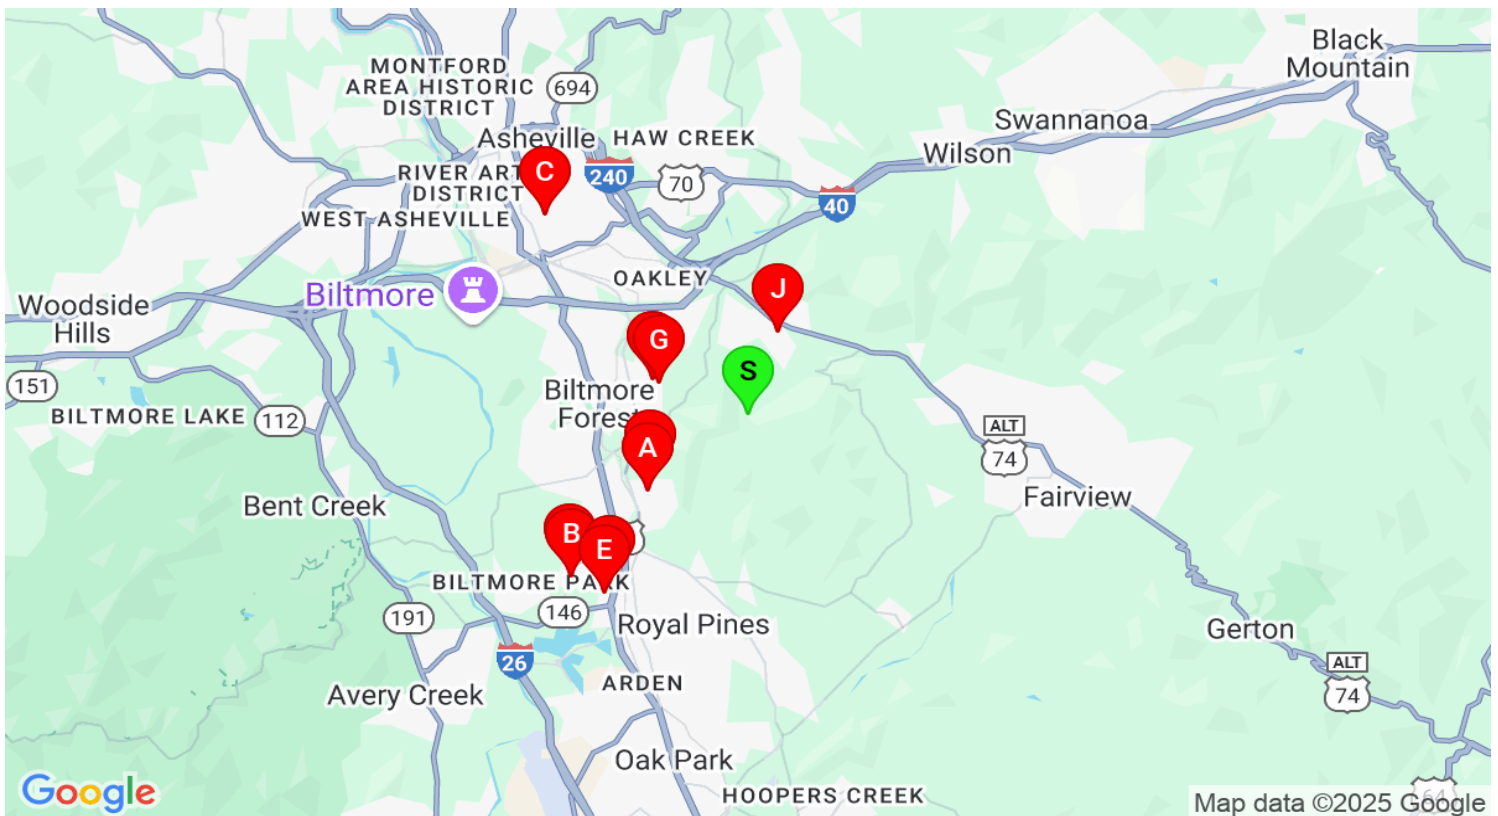 Black
Mountain
MONTFORD
AREA HISTORIC
DISTRICT
694
Swannanoa
Asheville
HAW CREEK
Wilson
RIVER ART
DISTRICT
C
240
70
40
WEST ASHEVILLE
OAKLEY
Biltmore
J
Woodside
Hills
G
S
151
Biltmore
Forest
BILTMORE LAKE
112
ALT
74
A
Bent Creek
Fairview
B
E
BILTMORE PARK
146
191
Royal Pines
Gerton
26
ALT
74
ARDEN
Avery Creek
Oak Park
Google
HOOPERS CREEK
64
Map data ©2025 Google